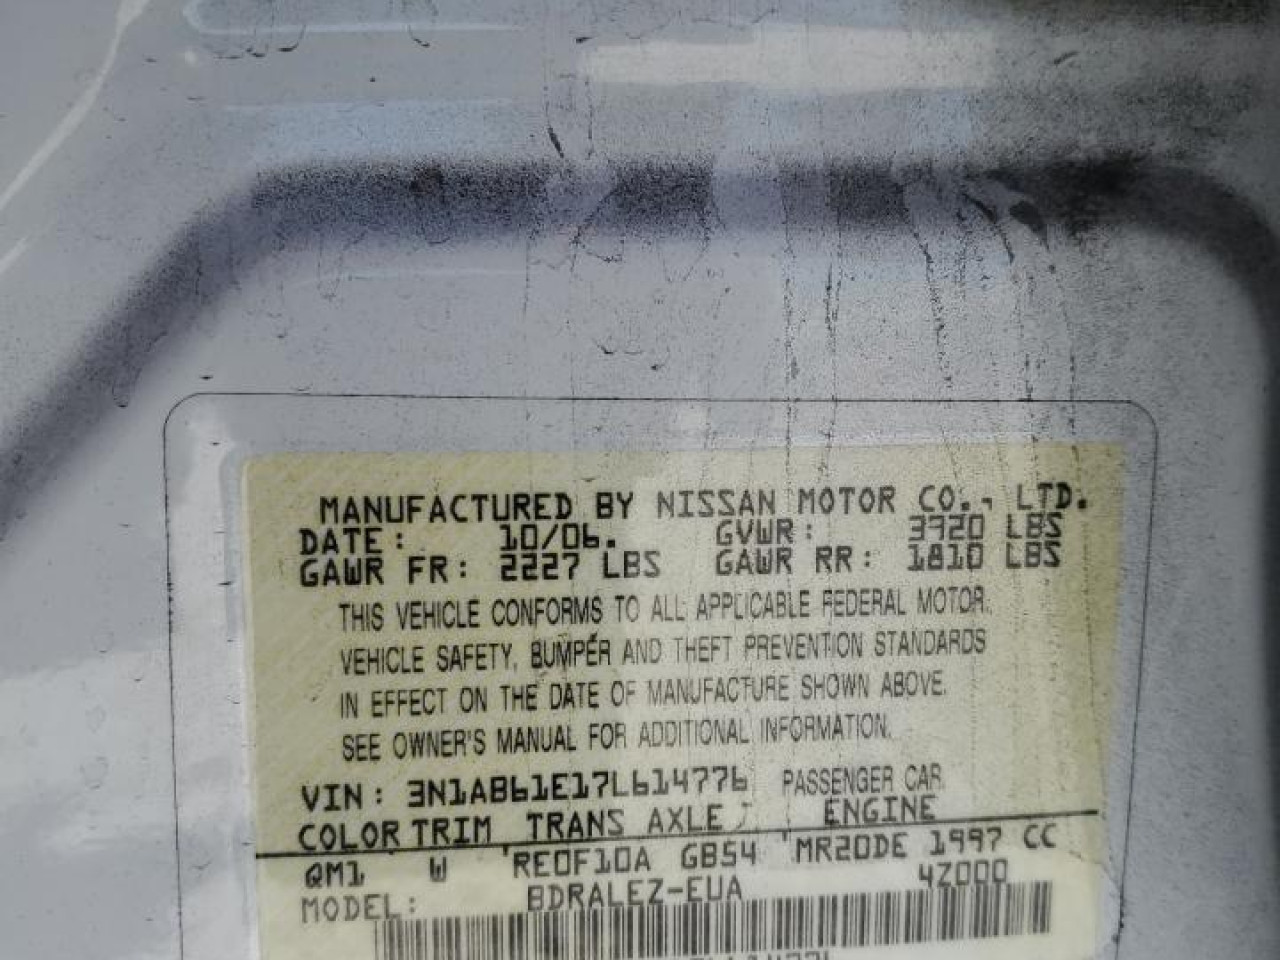 MANUFACTURED BY NISSAN MOTOR CO., LTD.
DATE: 10/06. GVWR: 3920 LBS
GAWR FR: 2227 LBS GAWR RR: 1810 LBS
THIS VEHICLE CONFORMS TO ALL APPLICABLE FEDERAL MOTOR
VEHICLE SAFETY, BUMPER AND THEFT PREVENTION STANDARDS
IN EFFECT ON THE DATE OF MANUFACTURE SHOWN ABOVE.
SEE OWNER'S MANUAL FOR ADDITIONAL INFORMATION.
VIN: 3N1AB61E17L614776 PASSENGER CAR
COLOR TRIM TRANS AXLE ENGINE
QM1 W RE0F10A GB54 MR20DE 1997 CC
MODEL: BDRALEZ-EUA 4Z000